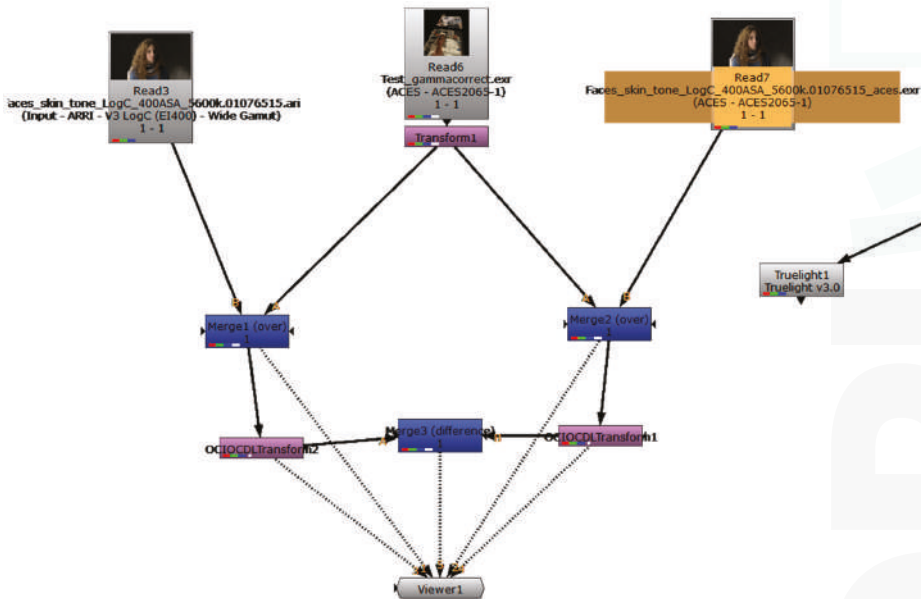 Read3
aces_skin_tone_LogC_400ASA_5600k.01076515.ari
(Input - ARRI - V3 LogC (EI400) - Wide Gamut)
1 - 1
Read6
Test_gammacorrect.exr
(ACES - ACES2065-1)
1 - 1
Transform1
Read7
Faces_skin_tone_LogC_400ASA_5600k.01076515_aces.exr
(ACES - ACES2065-1)
1 - 1
Truelight1
Truelight v3.0
B
A
Merge1 (over)
1
A
B
Merge2 (over)
1
OCIOCDLTransform2
A
Merge3 (difference)
1
OCIOCDLTransform1
Viewer1